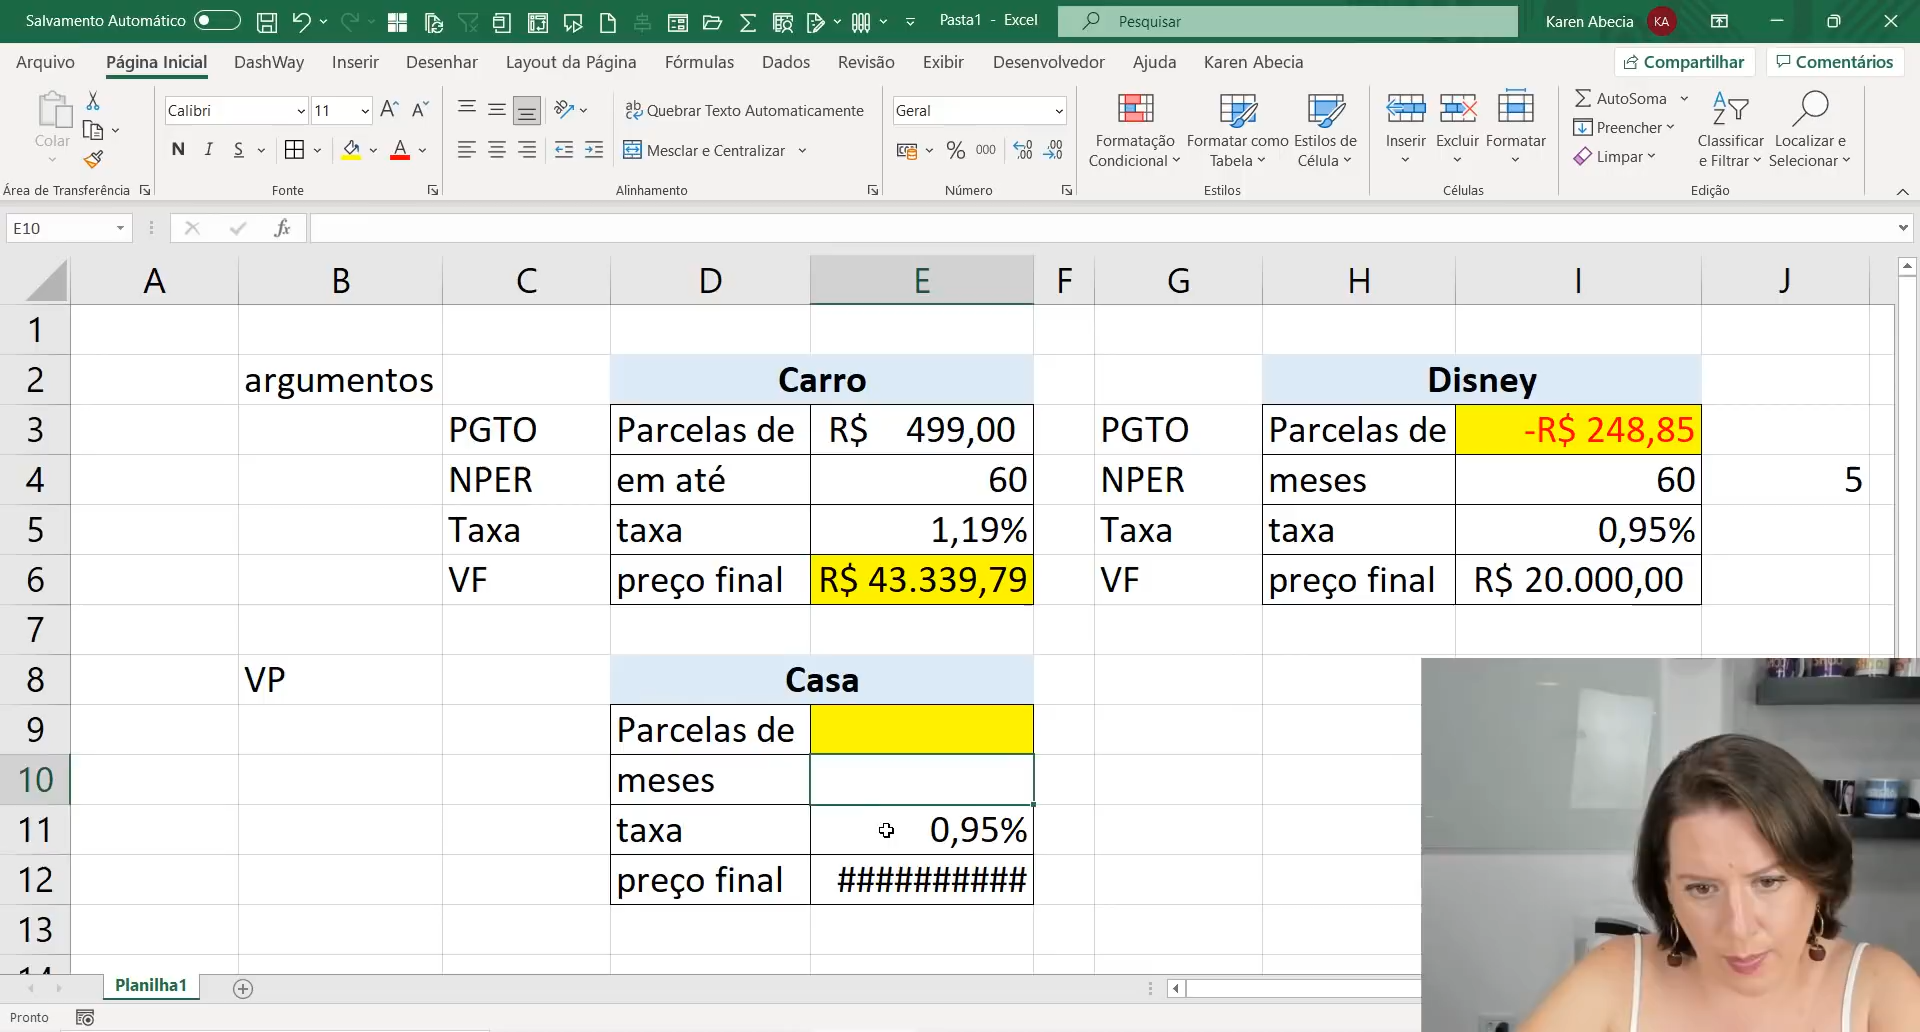 Salvamento Automático
Pasta1 - Excel
Pesquisar
Karen Abecia
KA
Arquivo
Página Inicial
DashWay
Inserir
Desenhar
Layout da Página
Fórmulas
Dados
Revisão
Exibir
Desenvolvedor
Ajuda
Karen Abecia
Compartilhar
Comentários
Colar
Área de Transferência
Calibri
11
N
I
S
Fonte
Quebrar Texto Automaticamente
Mesclar e Centralizar
Alinhamento
Geral
% 000
Número
Formatação Condicional
Formatar como Tabela
Estilos de Célula
Estilos
Inserir
Excluir
Formatar
Células
AutoSoma
Preencher
Limpar
Classificar e Filtrar
Localizar e Selecionar
Edição
E10
fx
A B C D E F G H I J
1
2 argumentos Carro Disney
3 PGTO Parcelas de R$ 499,00 PGTO Parcelas de -R$ 248,85
4 NPER em até 60 NPER meses 60 5
5 Taxa taxa 1,19% Taxa taxa 0,95%
6 VF preço final R$ 43.339,79 VF preço final R$ 20.000,00
7
8 VP Casa
9 Parcelas de
10 meses
11 taxa 0,95%
12 preço final ##########
13
14
Planilha1
Pronto